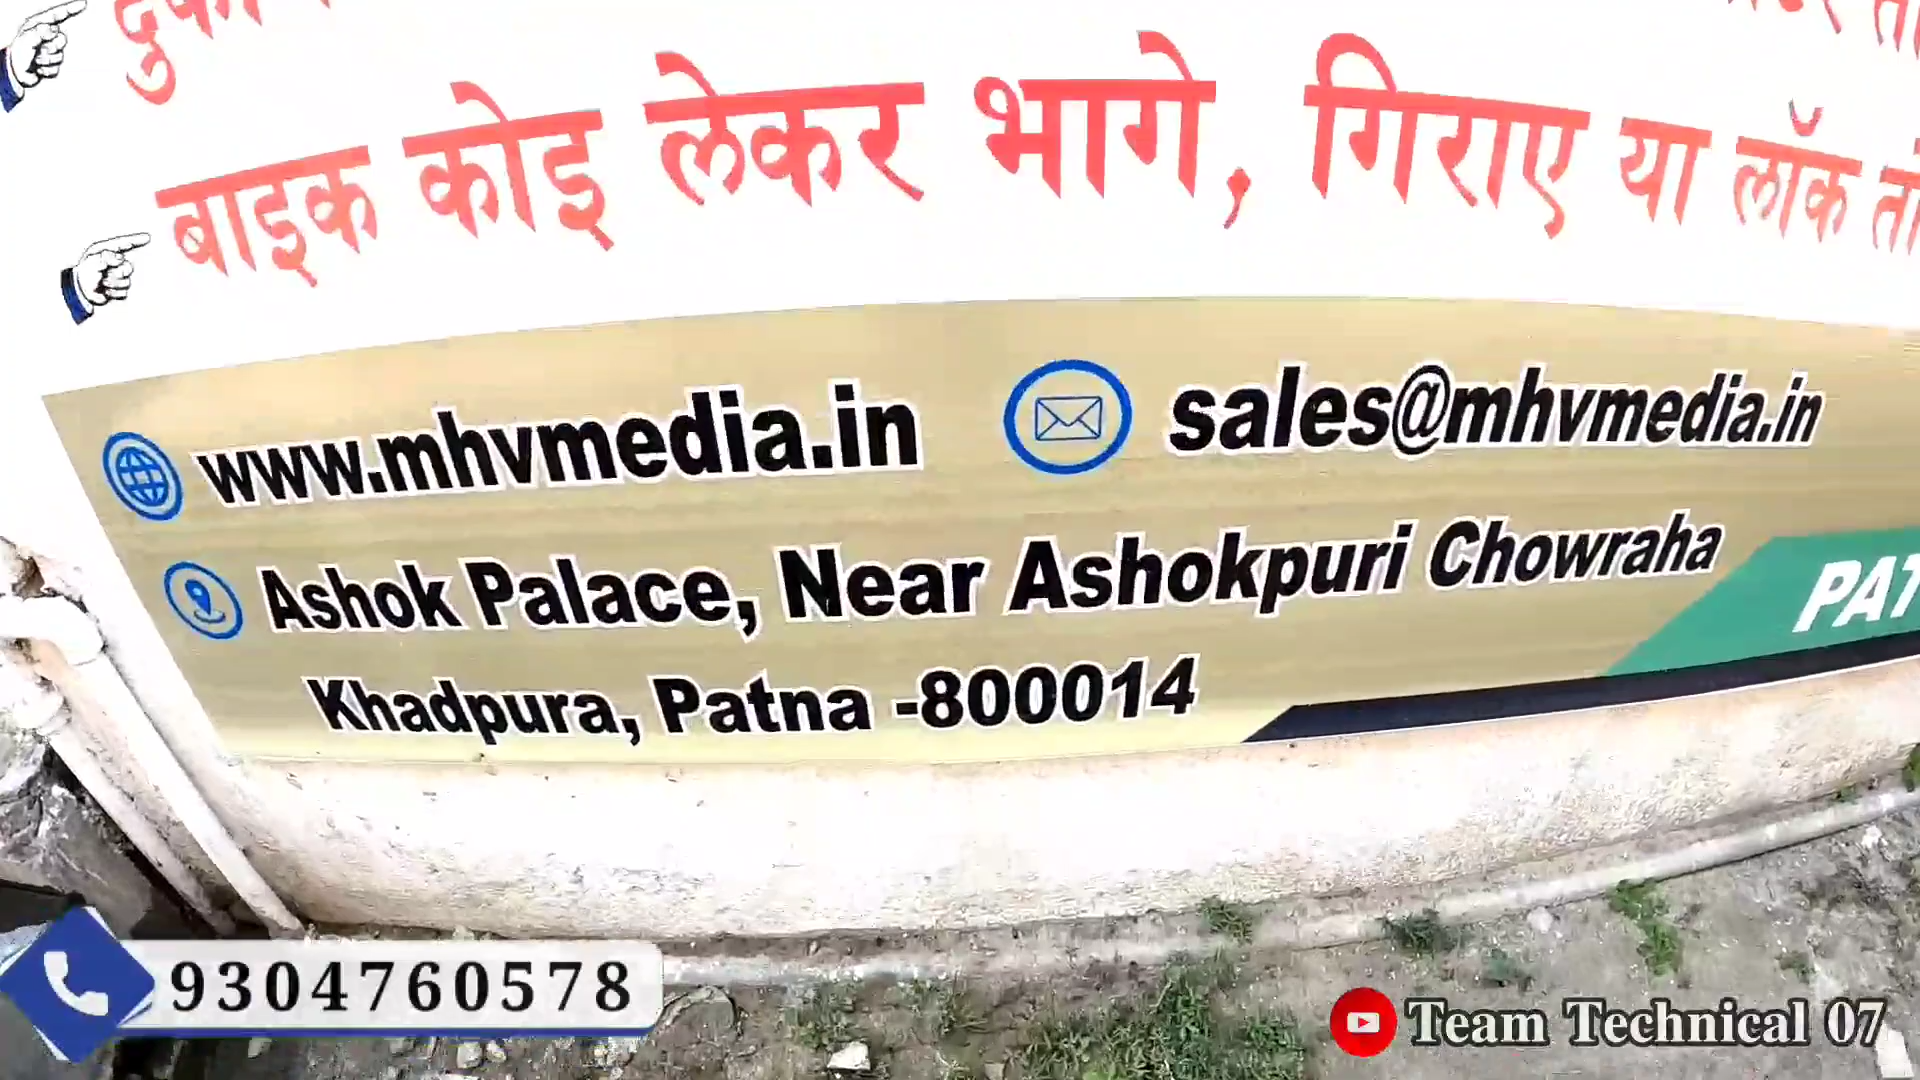 बाइक कोइ लेकर भागे, गिराए या लॉक
www.mhvmedia.in
sales@mhvmedia.in
Ashok Palace, Near Ashokpuri Chowraha
Khadpura, Patna -800014
9304760578
Team Technical 07